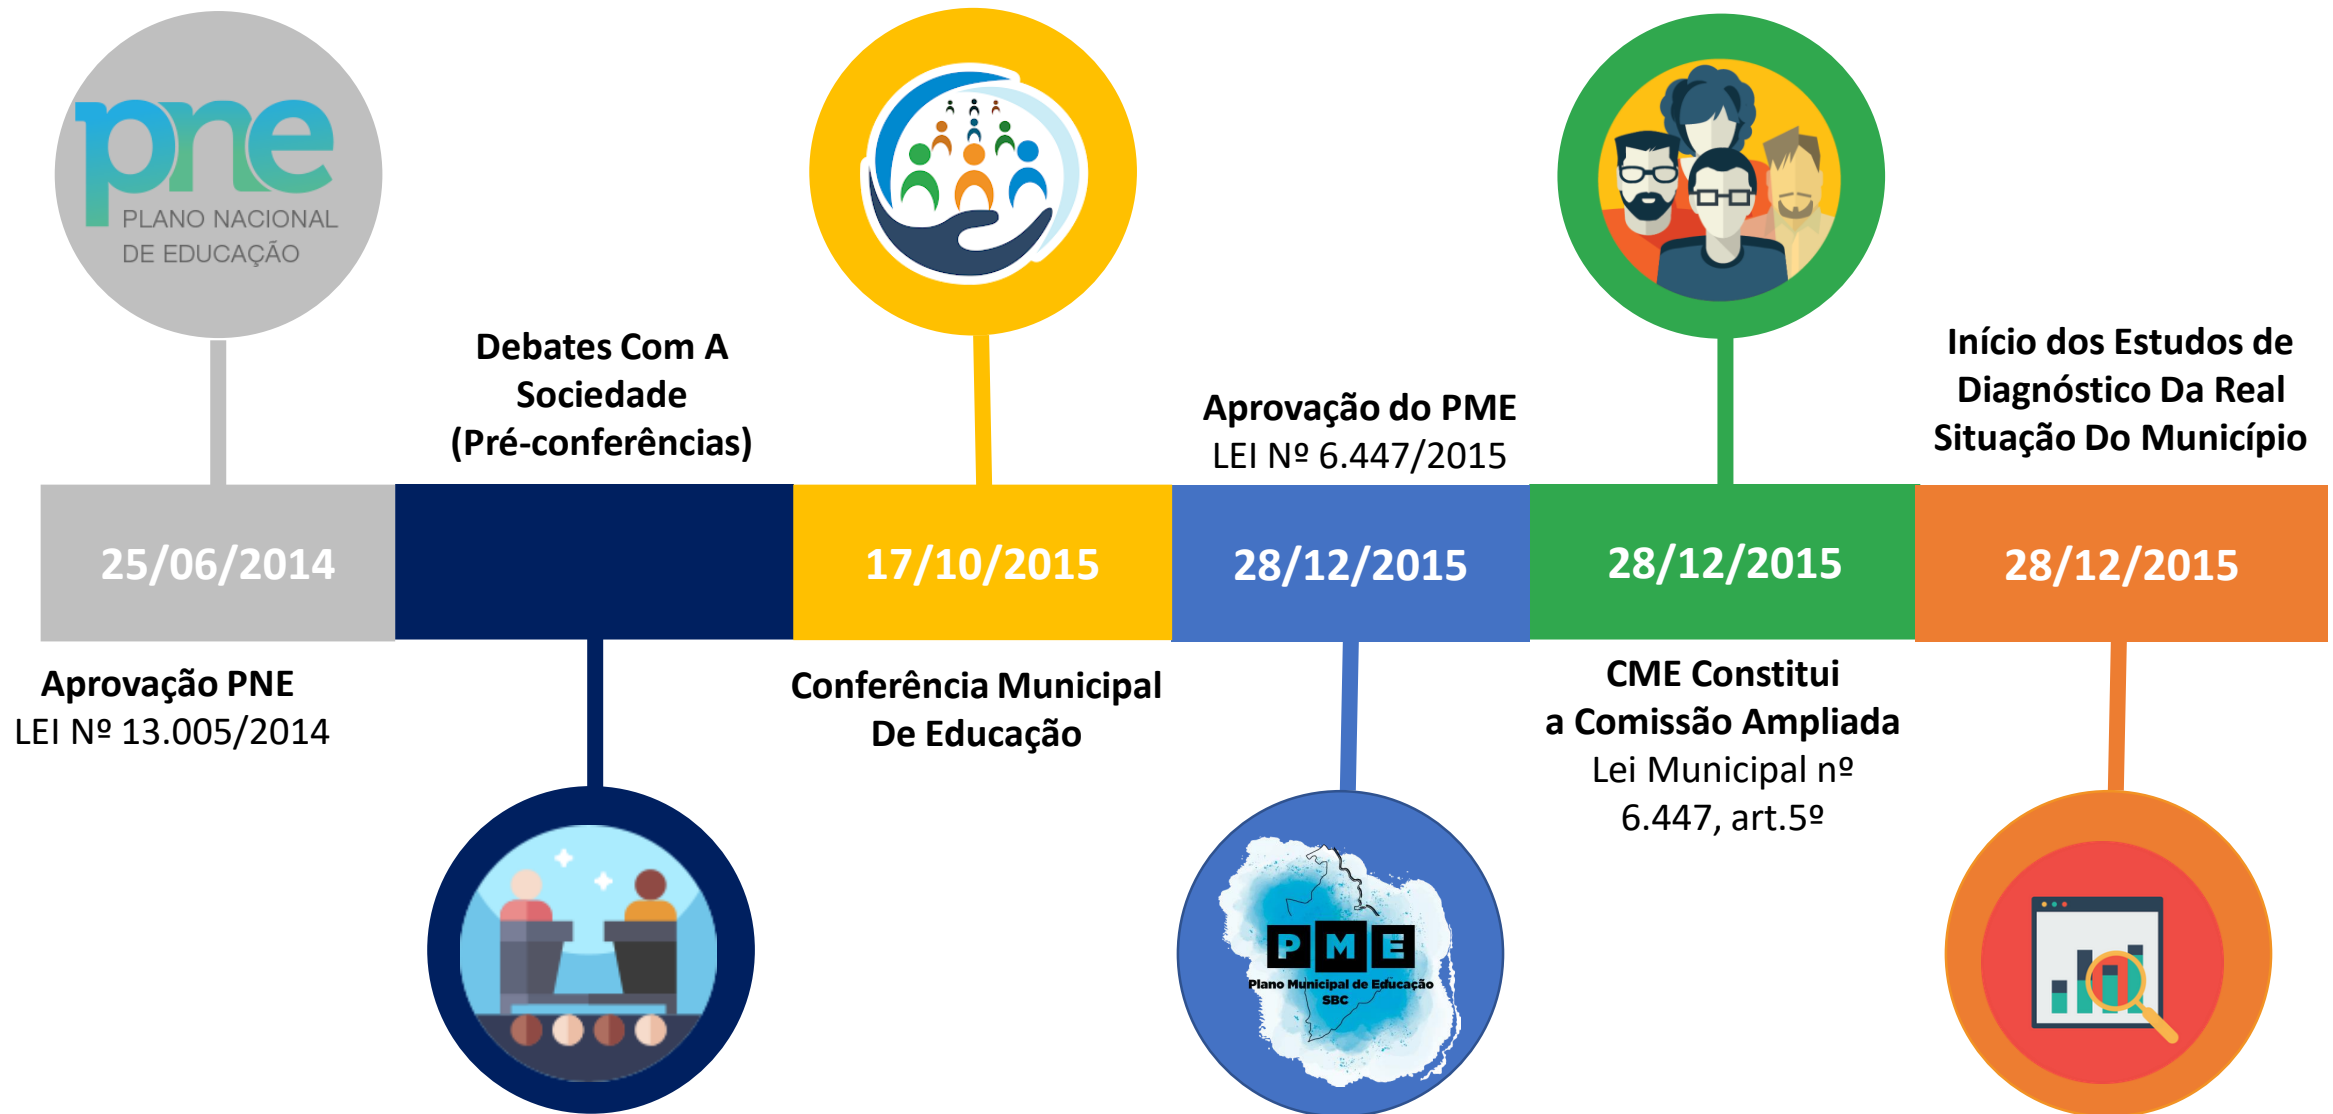 pne
PLANO NACIONAL
DE EDUCAÇÃO
25/06/2014
Aprovação PNE
LEI Nº 13.005/2014
Debates Com A
Sociedade
(Pré-conferências)
17/10/2015
Conferência Municipal
De Educação
Aprovação do PME
LEI Nº 6.447/2015
28/12/2015
PME
Plano Municipal de Educação
SBC
28/12/2015
CME Constitui
a Comissão Ampliada
Lei Municipal nº
6.447, art.5º
Início dos Estudos de
Diagnóstico Da Real
Situação Do Município
28/12/2015